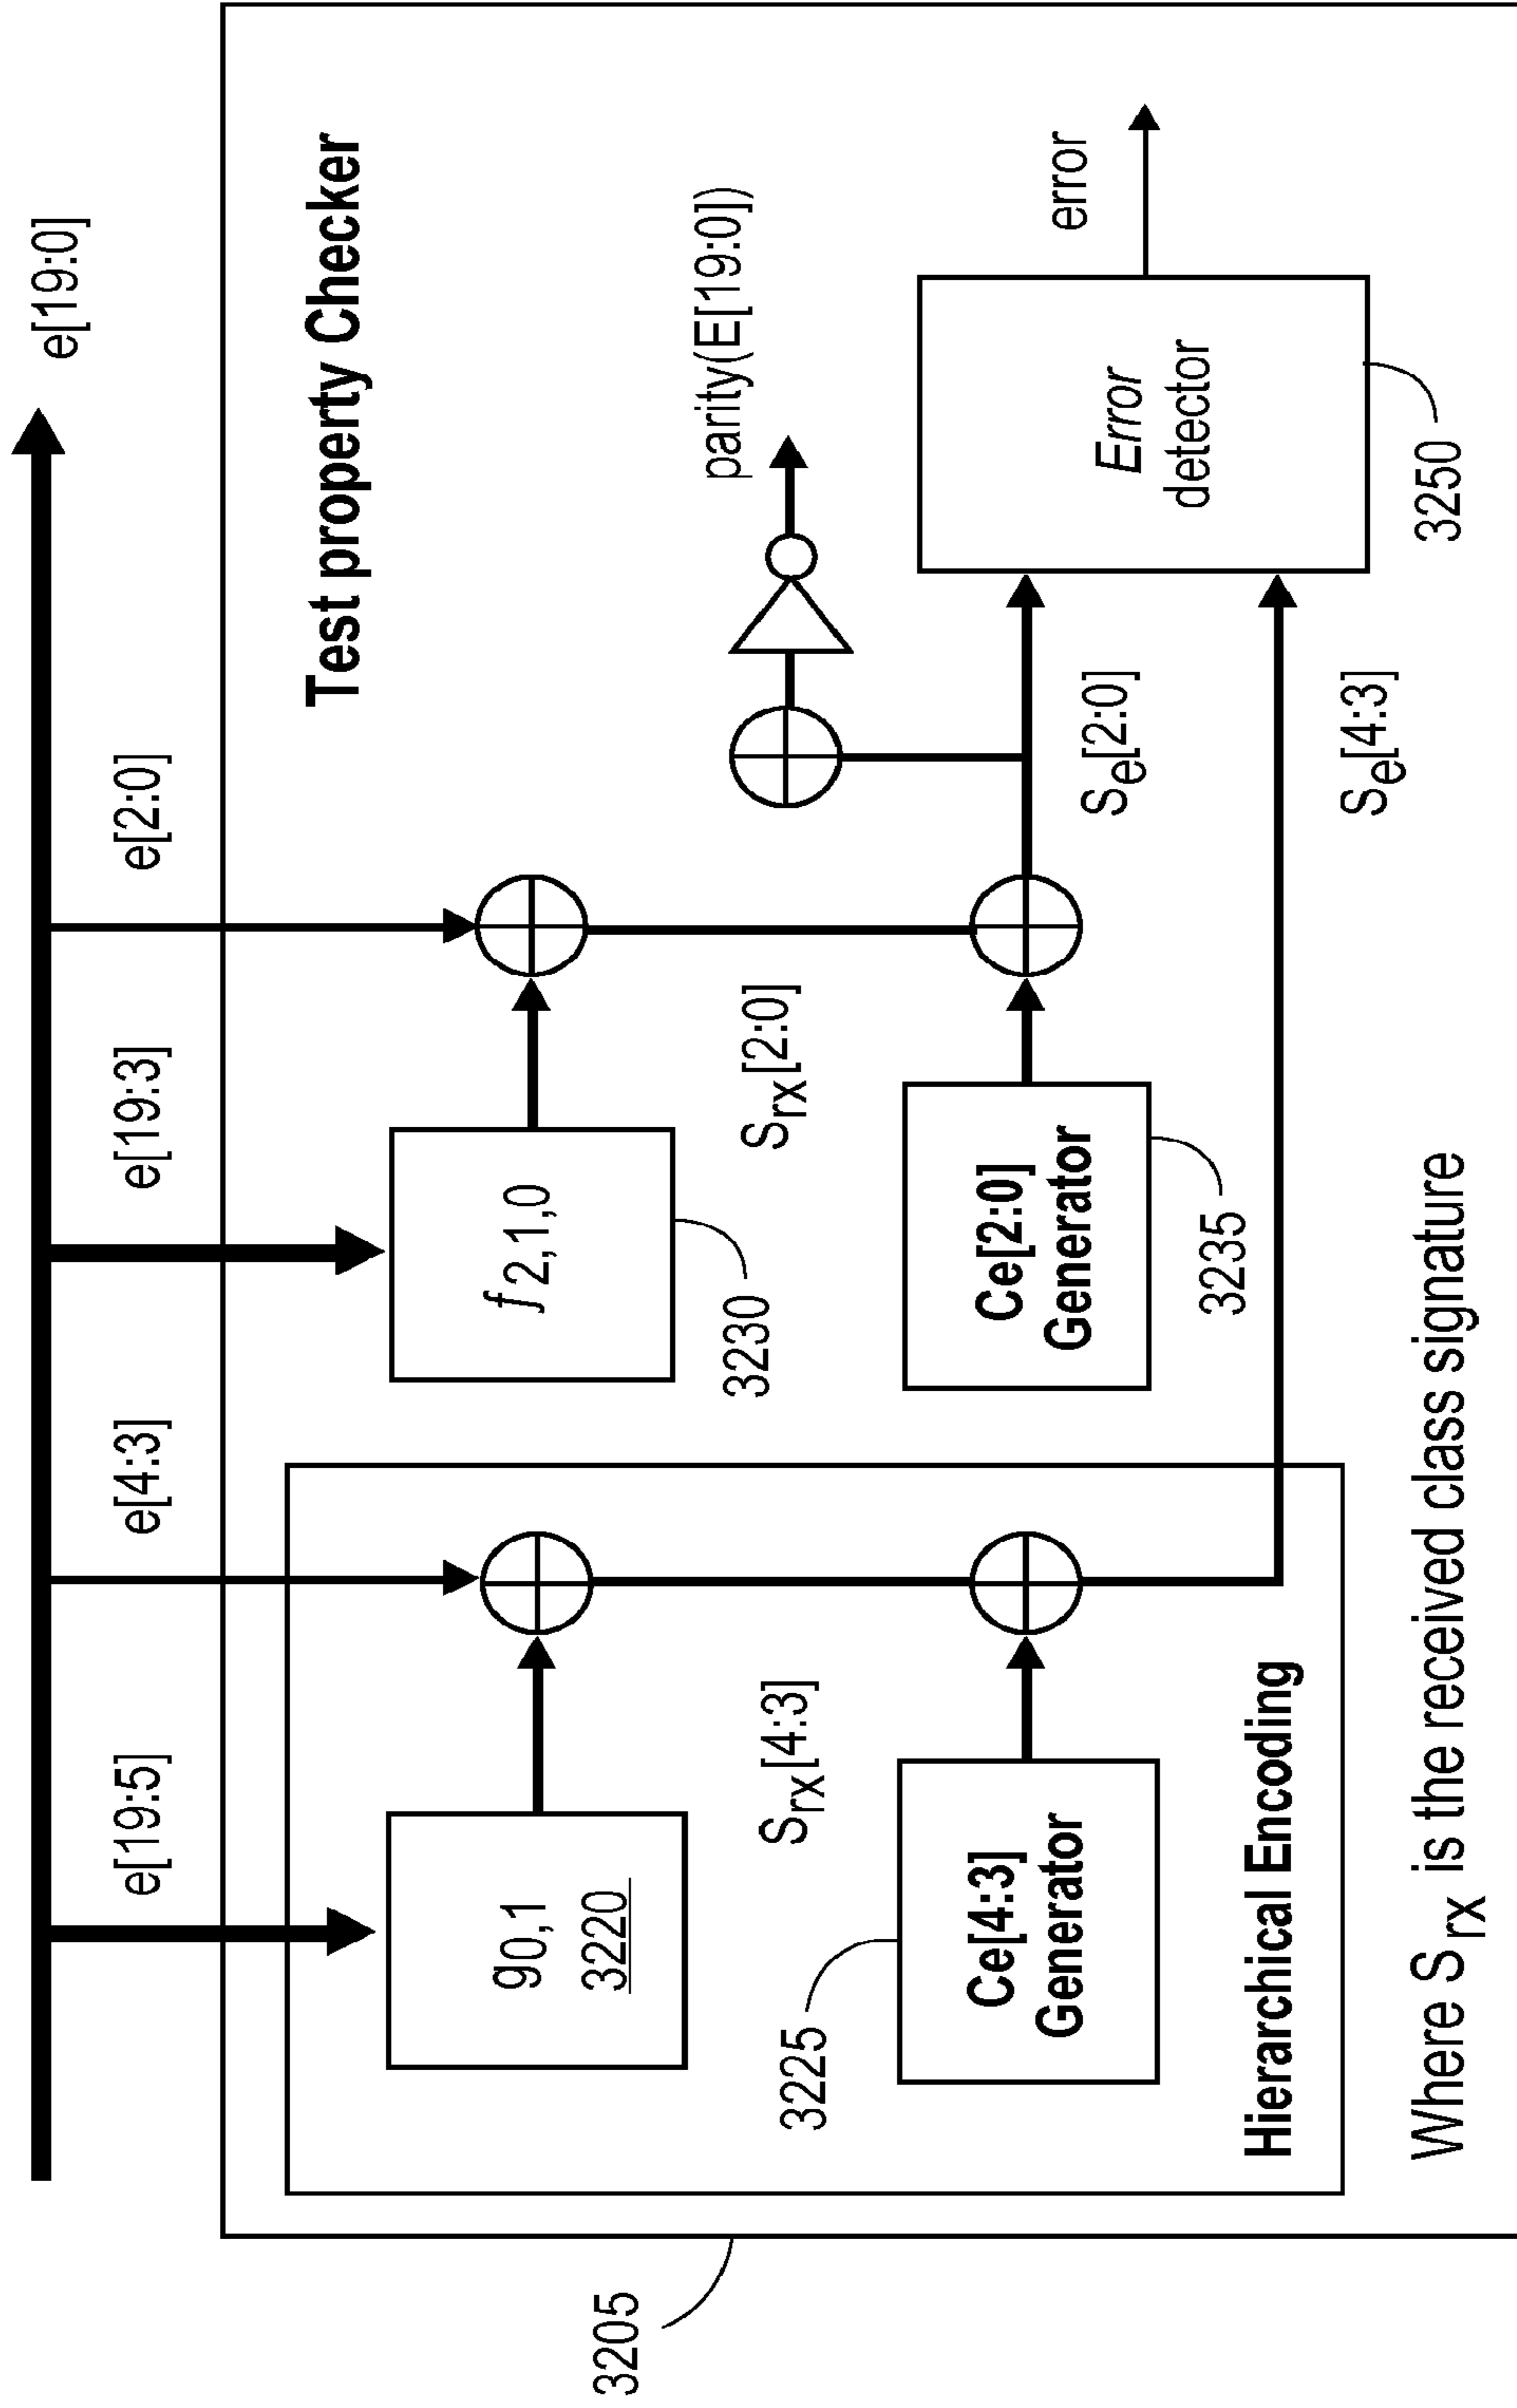 e[19:0]
e[19:5]
e[4:3]
e[19:3]
e[2:0]
Test property Checker
g0,1
3220
f2,1,0
3230
parity(E[19:0])
Srx[4:3]
Srx[2:0]
3225
Ce[4:3]
Generator
Ce[2:0]
Generator
3235
Se[2:0]
error
Error
detector
3250
Hierarchical Encoding
Se[4:3]
3205
Where Srx is the received class signature